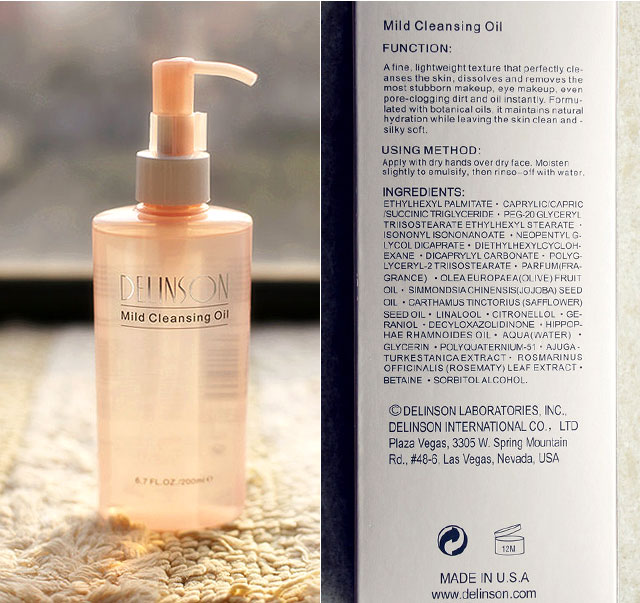 DELINSON
Mild Cleansing Oil
6.7 FL.OZ./200ml℮
Mild Cleansing Oil
FUNCTION:
A fine, lightweight texture that perfectly cle-
anses the skin, dissolves and removes the
most stubborn makeup, eye makeup, even
pore-clogging dirt and oil instantly. Formu-
lated with botanical oils, it maintains natural
hydration while leaving the skin clean and -
silky soft.
USING METHOD:
Apply with dry hands over dry face. Moisten
slightly to emulsify, then rinse-off with water.
INGREDIENTS:
ETHYLHEXYL PALMITATE · CAPRYLIC/CAPRIC
/SUCCINIC TRIGLYCERIDE · PEG-20 GLYCERYL
TRIISOSTEARATE ETHYLHEXYL STEARATE ·
ISONONYL ISONONANOATE · NEOPENTYL G-
LYCOL DICAPRATE · DIETHYLHEXYLCYCLOH-
EXANE · DICAPRYLYL CARBONATE · POLYG-
LYCERYL-2 TRIISOSTEARATE · PARFUM(FRA-
GRANCE) · OLEA EUROPAEA(OLIVE) FRUIT
OIL · SIMMONDSIA CHINENSIS(JOJOBA) SEED
OIL · CARTHAMUS TINCTORIUS (SAFFLOWER)
SEED OIL · LINALOOL · CITRONELLOL · GE-
RANIOL · DECYLOXAZOLIDINONE · HIPPOP-
HAE RHAMNOIDES OIL · AQUA(WATER) ·
GLYCERIN · POLYQUATERNIUM-51 · AJUGA-
TURKESTANICA EXTRACT · ROSMARINUS
OFFICINALIS (ROSEMATY) LEAF EXTRACT ·
BETAINE · SORBITOL ALCOHOL.
©DELINSON LABORATORIES, INC.,
DELINSON INTERNATIONAL CO., LTD
Plaza Vegas, 3305 W. Spring Mountain
Rd., #48-6. Las Vegas, Nevada, USA
12M
MADE IN U.S.A
www.delinson.com